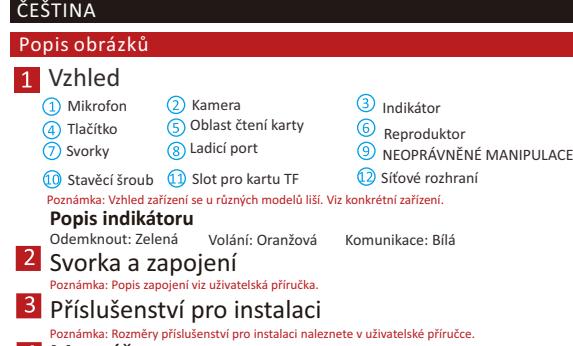 ČEŠTINA
Popis obrázků
1 Vzhled
1 Mikrofon 2 Kamera 3 Indikátor
4 Tlačítko 5 Oblast čtení karty 6 Reproduktor
7 Svorky 8 Ladicí port 9 NEOPRÁVNĚNÉ MANIPULACE
10 Stavěcí šroub 11 Slot pro kartu TF 12 Síťové rozhraní
Poznámka: Vzhled zařízení se u různých modelů liší. Viz konkrétní zařízení.
Popis indikátoru
Odemknout: Zelená Volání: Oranžová Komunikace: Bílá
2 Svorka a zapojení
Poznámka: Popis zapojení viz uživatelská příručka.
3 Příslušenství pro instalaci
Poznámka: Rozměry příslušenství pro instalaci naleznete v uživatelské příručce.